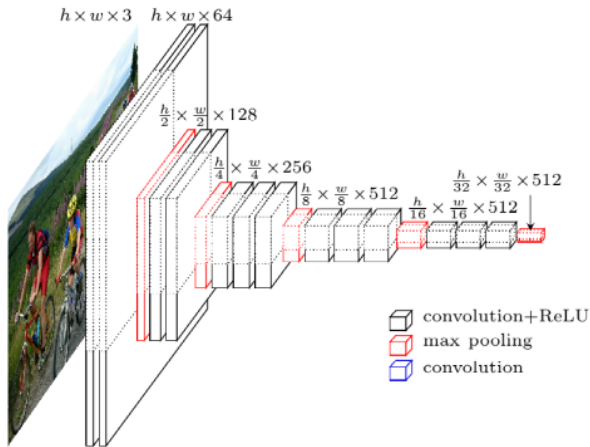 h × w × 3
h × w × 64
h/2 × w/2 × 128
h/4 × w/4 × 256
h/8 × w/8 × 512
h/16 × w/16 × 512
h/32 × w/32 × 512
convolution+ReLU
max pooling
convolution